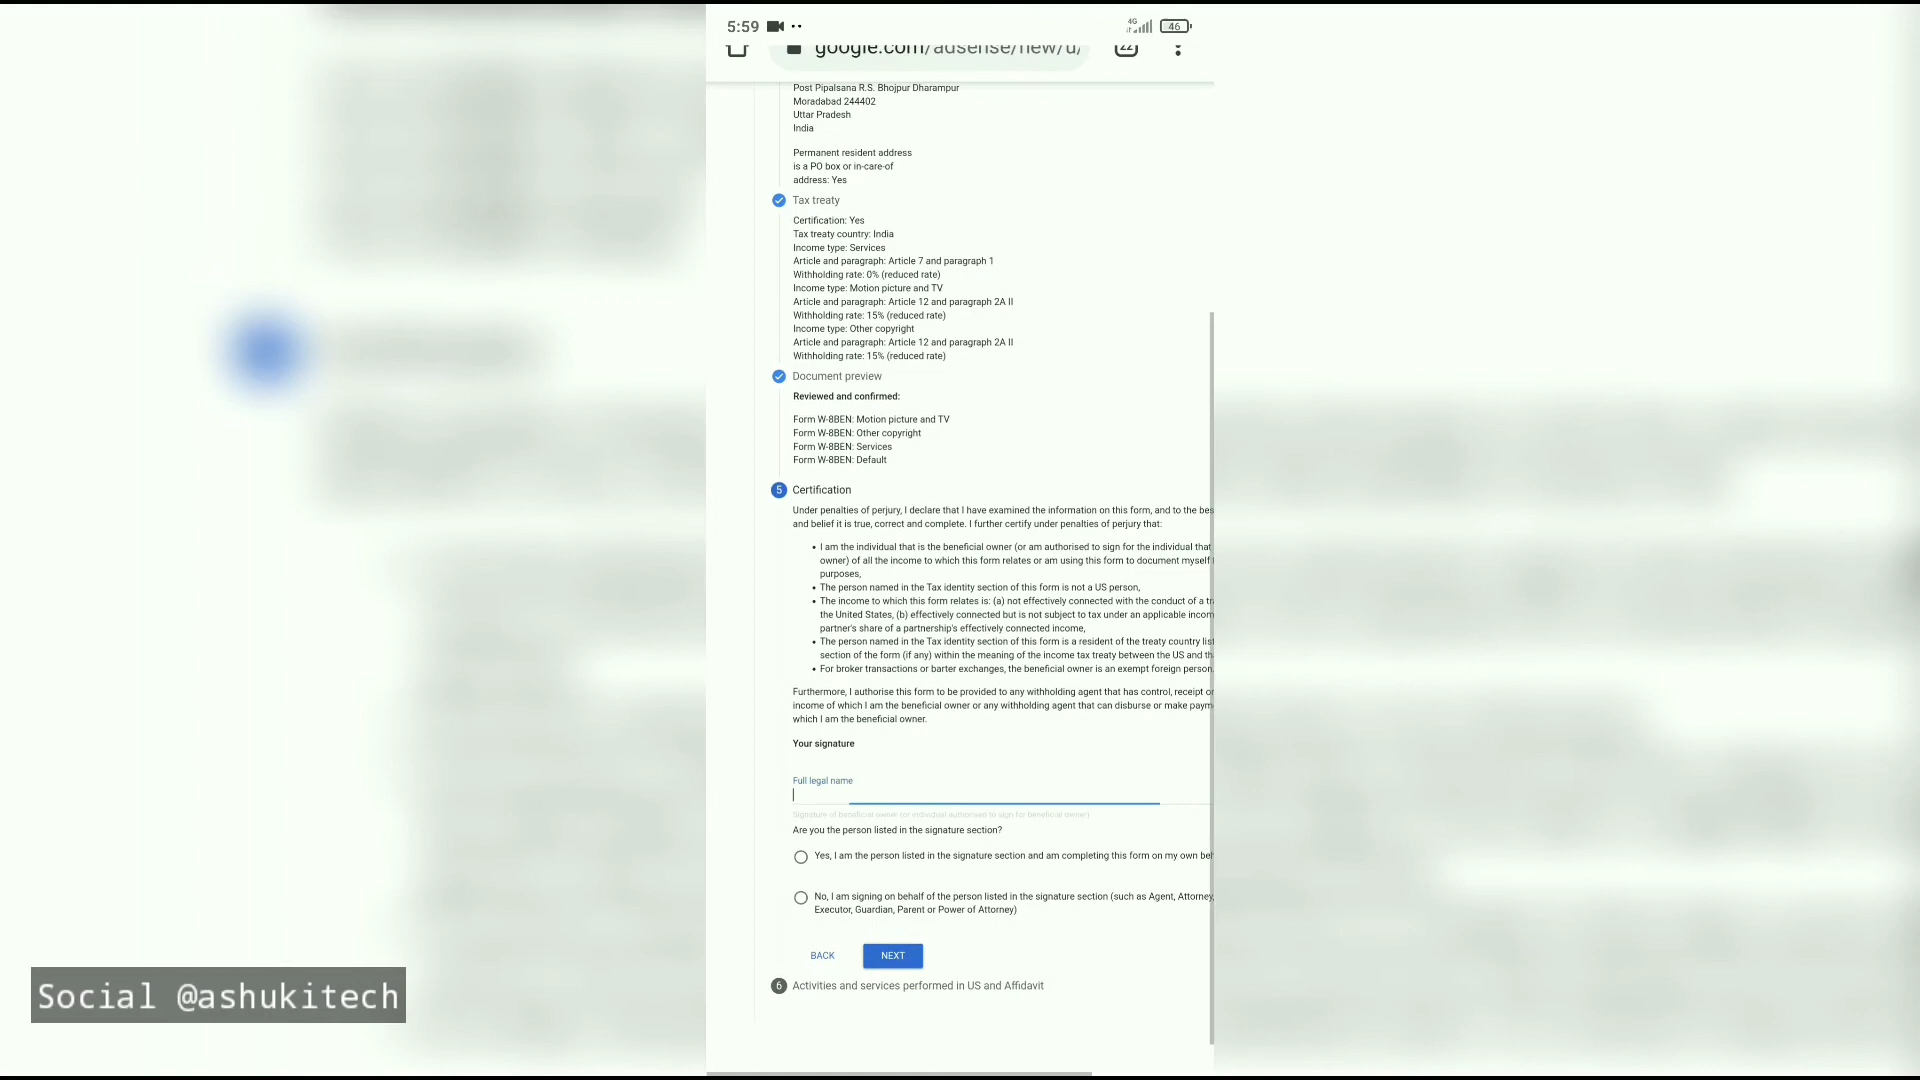 5:59
4G
46
google.com/adsense/new/u/
22
Post Pipalsana R.S. Bhojpur Dharampur
Moradabad 244402
Uttar Pradesh
India
Permanent resident address
is a PO box or in-care-of
address: Yes
Tax treaty
Certification: Yes
Tax treaty country: India
Income type: Services
Article and paragraph: Article 7 and paragraph 1
Withholding rate: 0% (reduced rate)
Income type: Motion picture and TV
Article and paragraph: Article 12 and paragraph 2A II
Withholding rate: 15% (reduced rate)
Income type: Other copyright
Article and paragraph: Article 12 and paragraph 2A II
Withholding rate: 15% (reduced rate)
Document preview
Reviewed and confirmed:
Form W-8BEN: Motion picture and TV
Form W-8BEN: Other copyright
Form W-8BEN: Services
Form W-8BEN: Default
5 Certification
Under penalties of perjury, I declare that I have examined the information on this form, and to the bes
and belief it is true, correct and complete. I further certify under penalties of perjury that:
• I am the individual that is the beneficial owner (or am authorised to sign for the individual that
owner) of all the income to which this form relates or am using this form to document myself
purposes,
• The person named in the Tax identity section of this form is not a US person,
• The income to which this form relates is: (a) not effectively connected with the conduct of a tr
the United States, (b) effectively connected but is not subject to tax under an applicable incom
partner's share of a partnership's effectively connected income,
• The person named in the Tax identity section of this form is a resident of the treaty country lis
section of the form (if any) within the meaning of the income tax treaty between the US and th
• For broker transactions or barter exchanges, the beneficial owner is an exempt foreign person
Furthermore, I authorise this form to be provided to any withholding agent that has control, receipt or
income of which I am the beneficial owner or any withholding agent that can disburse or make paym
which I am the beneficial owner.
Your signature
Full legal name
Signature of beneficial owner (or individual authorised to sign for beneficial owner)
Are you the person listed in the signature section?
Yes, I am the person listed in the signature section and am completing this form on my own beh
No, I am signing on behalf of the person listed in the signature section (such as Agent, Attorney,
Executor, Guardian, Parent or Power of Attorney)
BACK
NEXT
6 Activities and services performed in US and Affidavit
Social @ashukitech